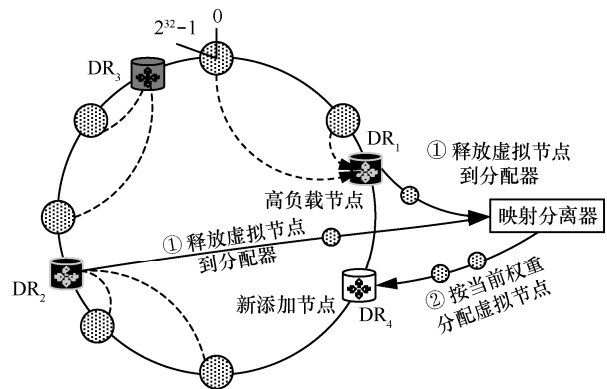 0
2³²−1
DR₃
DR₁
① 释放虚拟节点
到分配器
高负载节点
映射分离器
① 释放虚拟节点
到分配器
DR₂
新添加节点
DR₄
② 按当前权重
分配虚拟节点